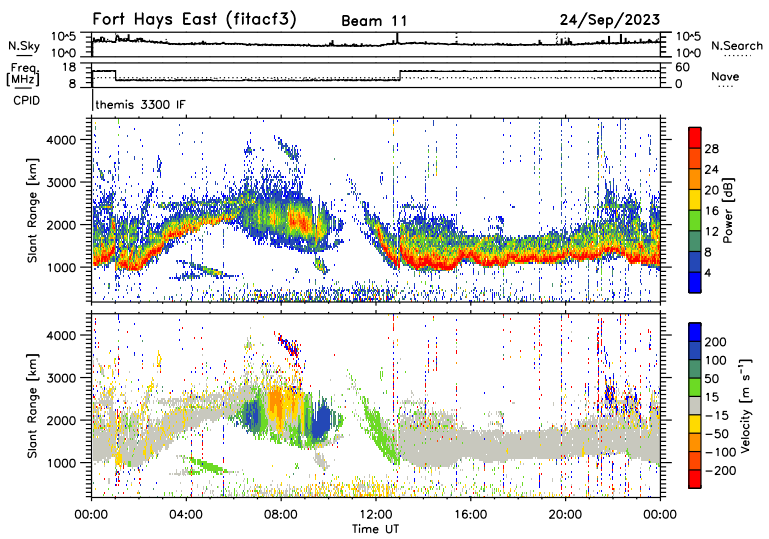 Fort Hays East (fitacf3) Beam 11 24/Sep/2023
N.Sky 10^5 10^0 10^5 10^0 N.Search
Freq. [MHz] 18 8 60 0 Nave
CPID themis 3300 IF
Slant Range [km]
4000
3000
2000
1000
28
24
20
16
12
8
4
Power [dB]
Slant Range [km]
4000
3000
2000
1000
200
100
50
15
−15
−50
−100
−200
Velocity [m s⁻¹]
00:00 04:00 08:00 12:00 16:00 20:00 00:00
Time UT